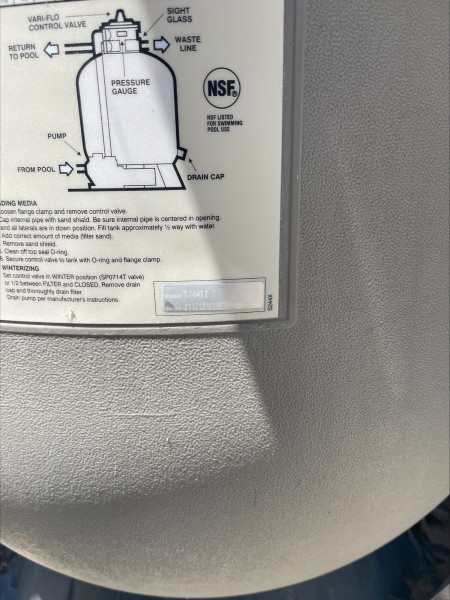 VARI-FLO
CONTROL VALVE
SIGHT
GLASS
RETURN
TO POOL
WASTE
LINE
PRESSURE
GAUGE
NSF®
NSF LISTED
FOR SWIMMING
POOL USE
PUMP
FROM POOL
DRAIN CAP
DING MEDIA
oosen flange clamp and remove control valve.
Cap internal pipe with sand shield. Be sure internal pipe is centered in opening.
and all laterals are in down position. Fill tank approximately ½ way with water.
Add correct amount of media (filter sand).
Remove sand shield.
Clean off top seal O-ring.
6. Secure control valve to tank with O-ring and flange clamp.
WINTERIZING
Set control valve in WINTER position (SP0714T valve)
or 1/2 between FILTER and CLOSED. Remove drain
cap and thoroughly drain filter.
Drain pump per manufacturer's instructions.
S244T